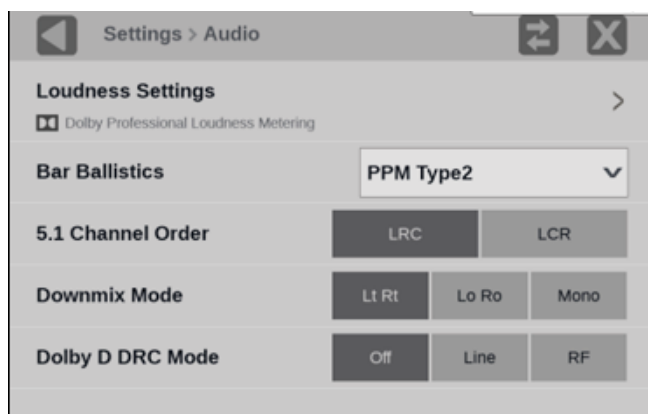 Settings > Audio
Loudness Settings
Dolby Professional Loudness Metering
Bar Ballistics
PPM Type2
5.1 Channel Order
LRC
LCR
Downmix Mode
Lt Rt
Lo Ro
Mono
Dolby D DRC Mode
Off
Line
RF